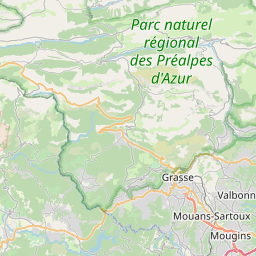 Parc naturel
régional
des Préalpes
d'Azur
Grasse
Valbonn
Mouans-Sartoux
Mougins